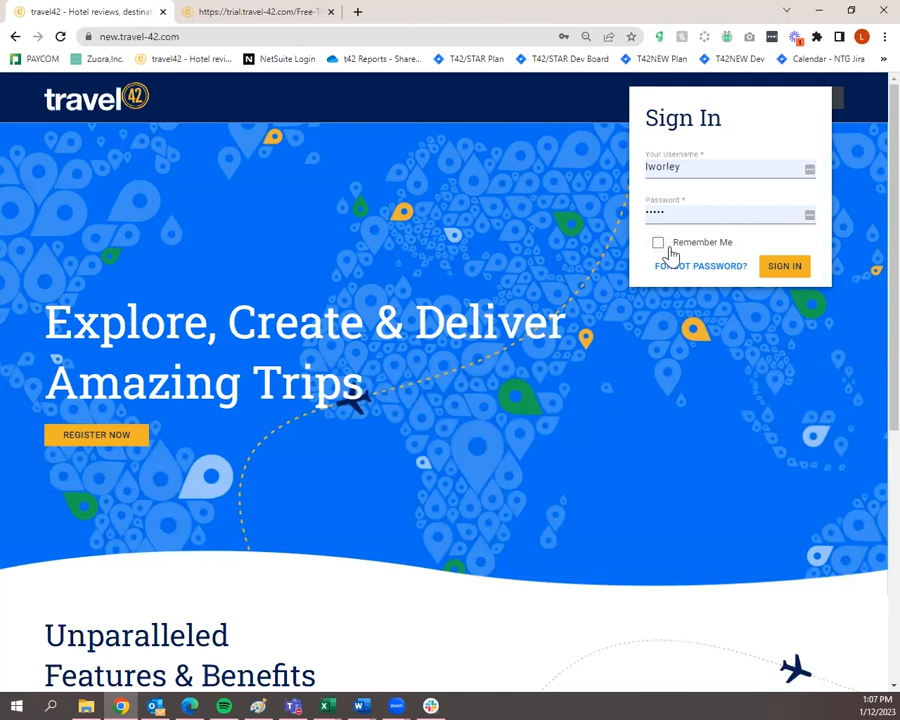 travel42 - Hotel reviews, destinat
https://trial.travel-42.com/Free-T
new.travel-42.com
PAYCOM
Zuora,Inc.
travel42 - Hotel revi...
NetSuite Login
t42 Reports - Share...
T42/STAR Plan
T42/STAR Dev Board
T42NEW Plan
T42NEW Dev
Calendar - NTG Jira
»
travel 42
Sign In
Your Username *
lworley
Password *
•••••
Remember Me
FORGOT PASSWORD?
SIGN IN
Explore, Create & Deliver
Amazing Trips
REGISTER NOW
Unparalleled
Features & Benefits
1:07 PM
1/12/2023